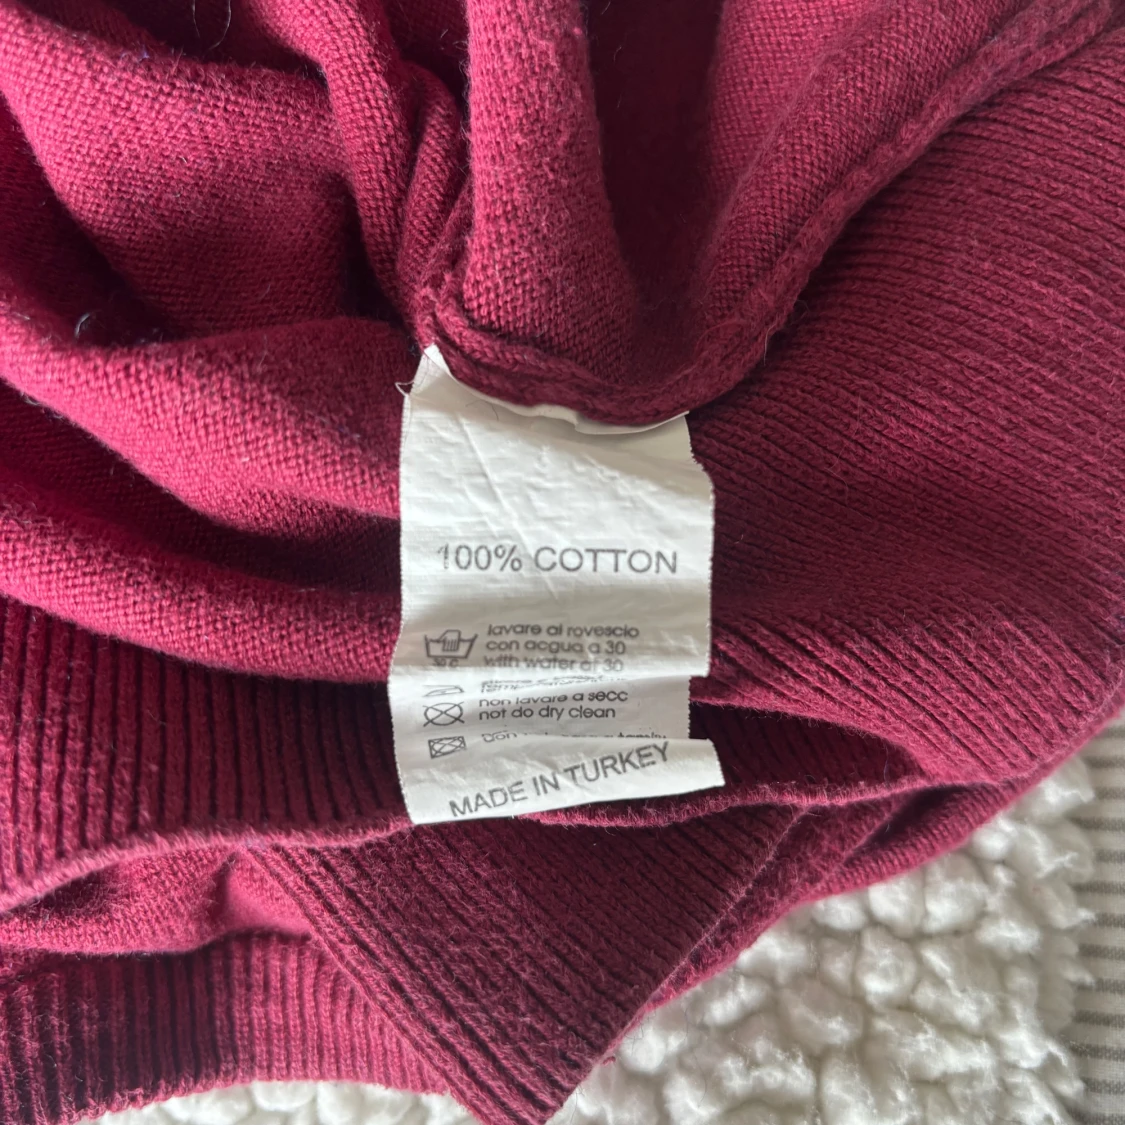 100% COTTON
lavare al rovescio
con acqua a 30
with water at 30
30 C
non lavare a secc
not do dry clean
MADE IN TURKEY